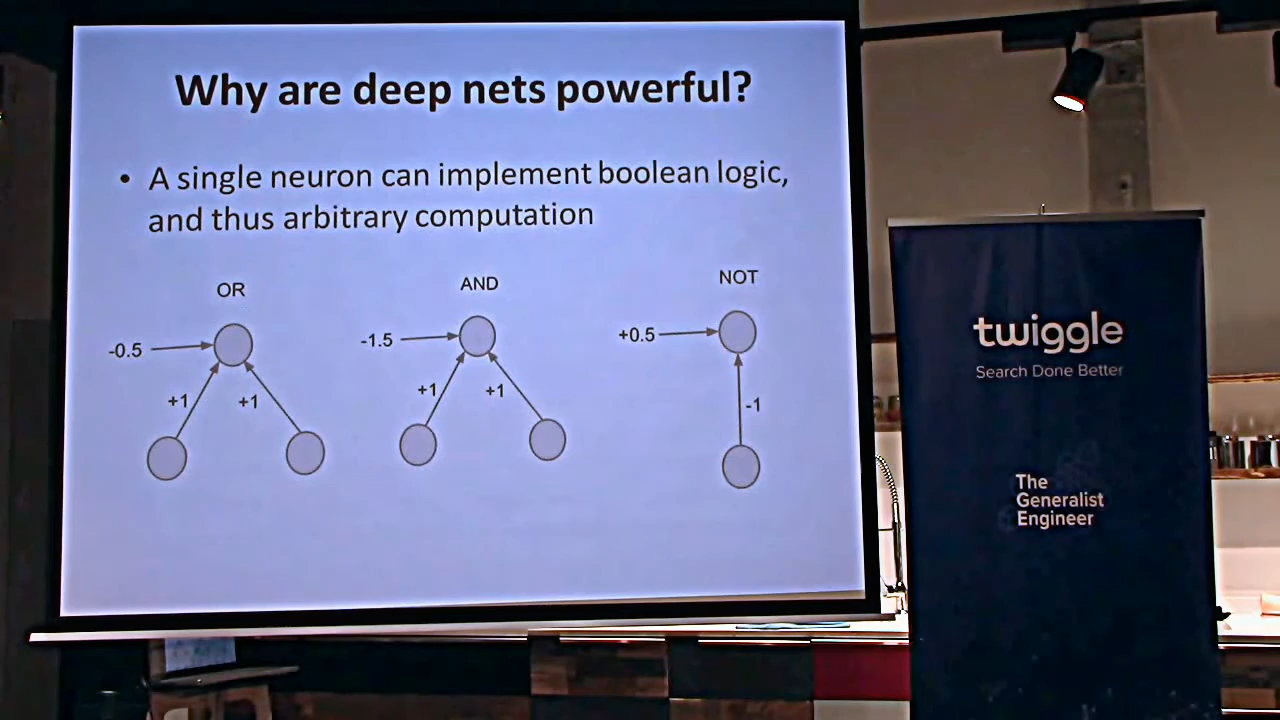 Why are deep nets powerful?
• A single neuron can implement boolean logic,
and thus arbitrary computation
OR
-0.5
+1
+1
AND
-1.5
+1
+1
NOT
+0.5
-1
twiggle
Search Done Better
The
Generalist
Engineer